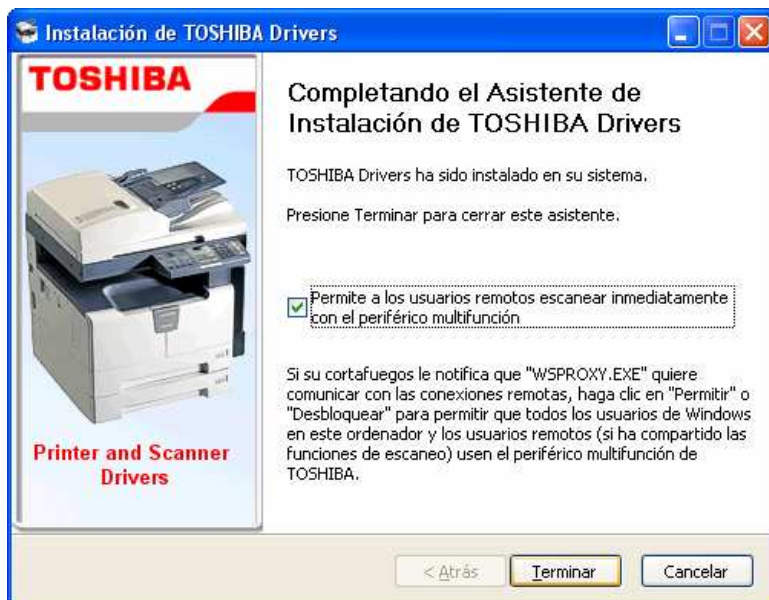 Instalación de TOSHIBA Drivers
TOSHIBA
Printer and Scanner
Drivers
Completando el Asistente de
Instalación de TOSHIBA Drivers
TOSHIBA Drivers ha sido instalado en su sistema.
Presione Terminar para cerrar este asistente.
Permite a los usuarios remotos escanear inmediatamente
con el periférico multifunción
Si su cortafuegos le notifica que "WSPROXY.EXE" quiere
comunicar con las conexiones remotas, haga clic en "Permitir" o
"Desbloquear" para permitir que todos los usuarios de Windows
en este ordenador y los usuarios remotos (si ha compartido las
funciones de escaneo) usen el periférico multifunción de
TOSHIBA.
< Atrás
Terminar
Cancelar